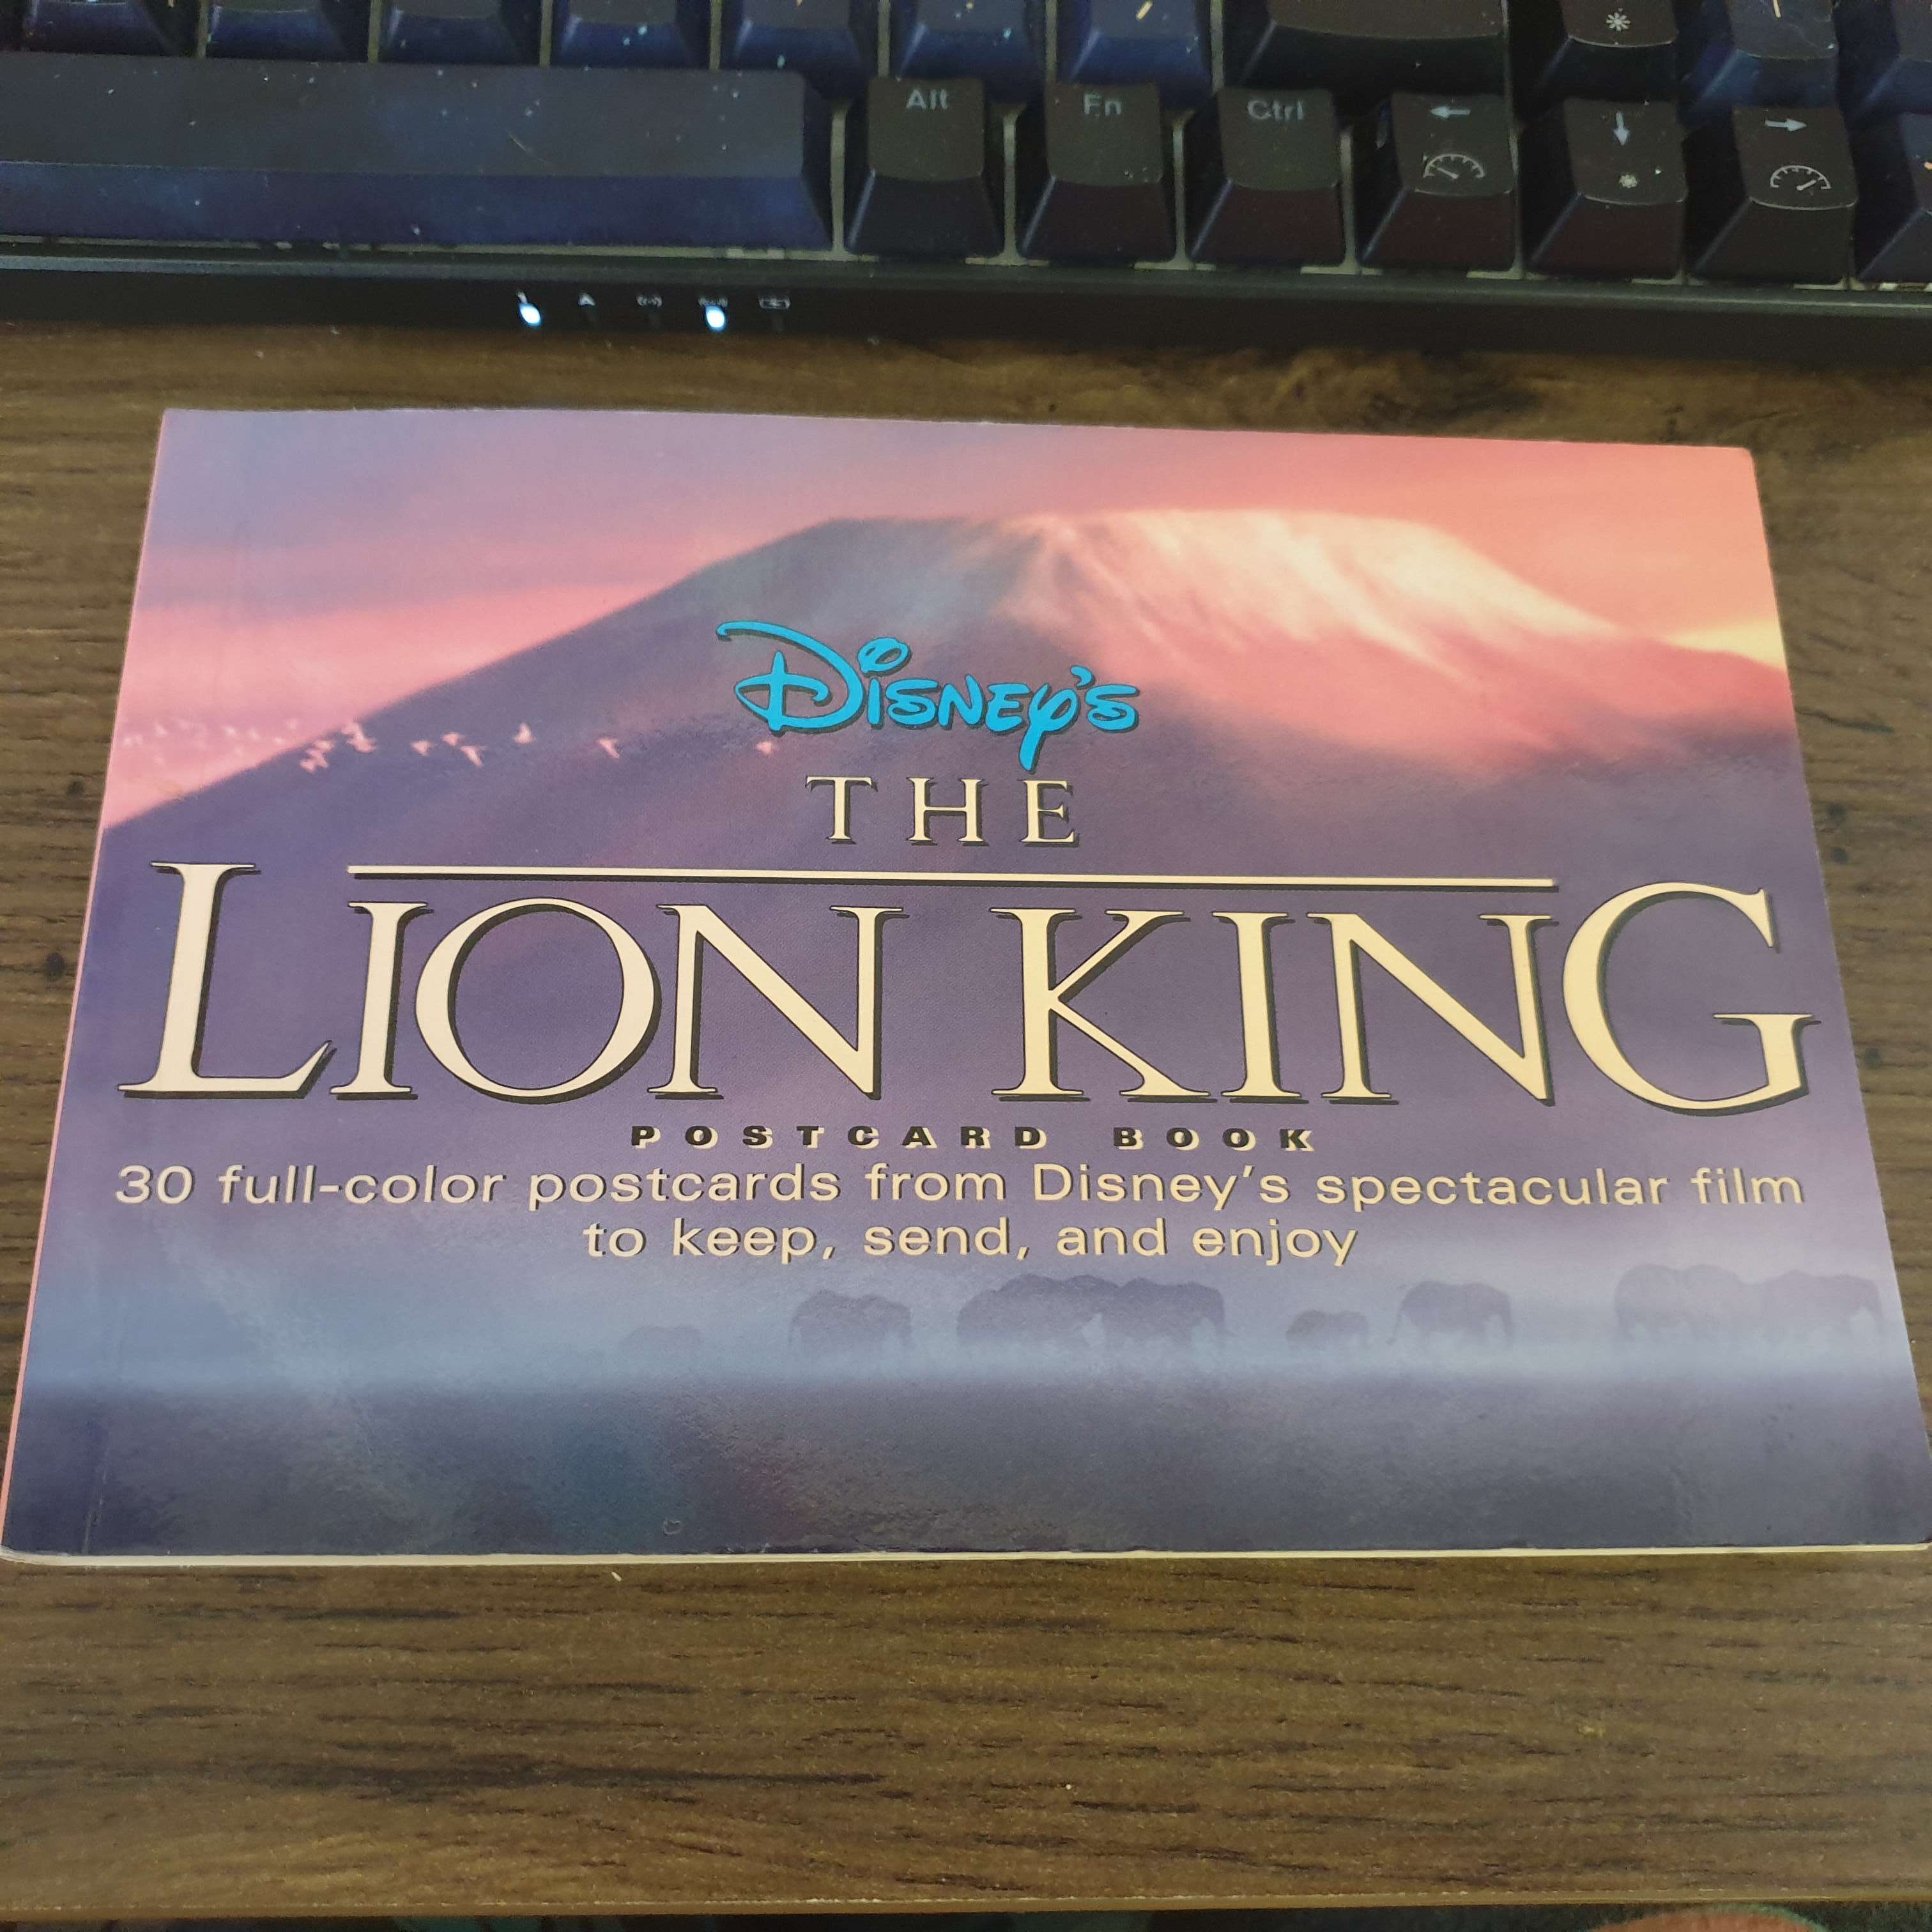 Alt Fn Ctrl
A
DISNEY'S
THE
LION KING
POSTCARD BOOK
30 full-color postcards from Disney's spectacular film
to keep, send, and enjoy